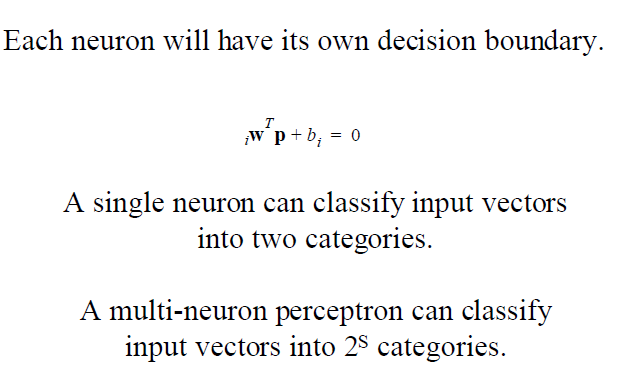 Each neuron will have its own decision boundary.
ᵢwᵀp + bᵢ = 0
A single neuron can classify input vectors
into two categories.
A multi-neuron perceptron can classify
input vectors into 2ˢ categories.